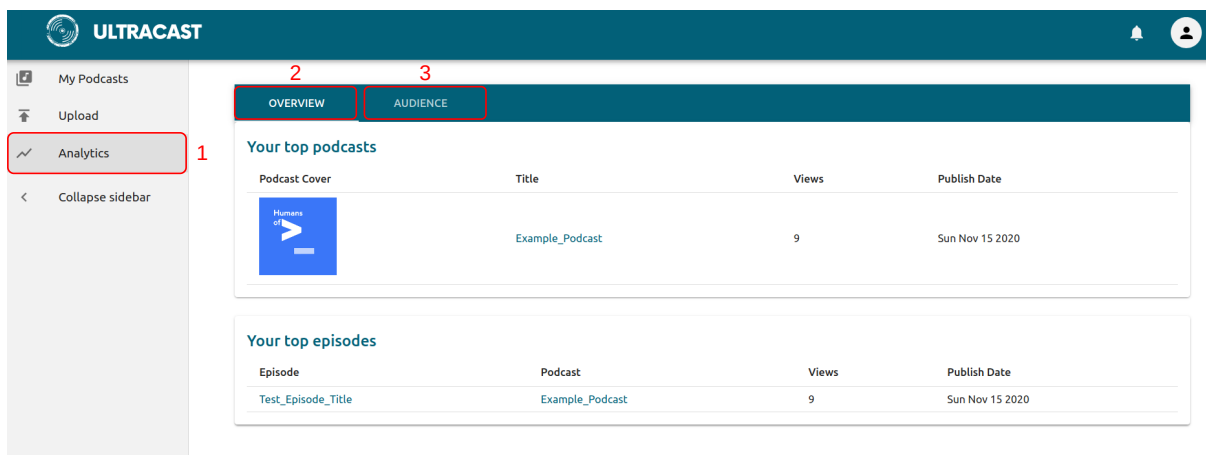 ULTRACAST
My Podcasts
Upload
Analytics
1
Collapse sidebar
2
3
OVERVIEW AUDIENCE
Your top podcasts
Podcast Cover Title Views Publish Date
Humans
of
Example_Podcast 9 Sun Nov 15 2020
Your top episodes
Episode Podcast Views Publish Date
Test_Episode_Title Example_Podcast 9 Sun Nov 15 2020